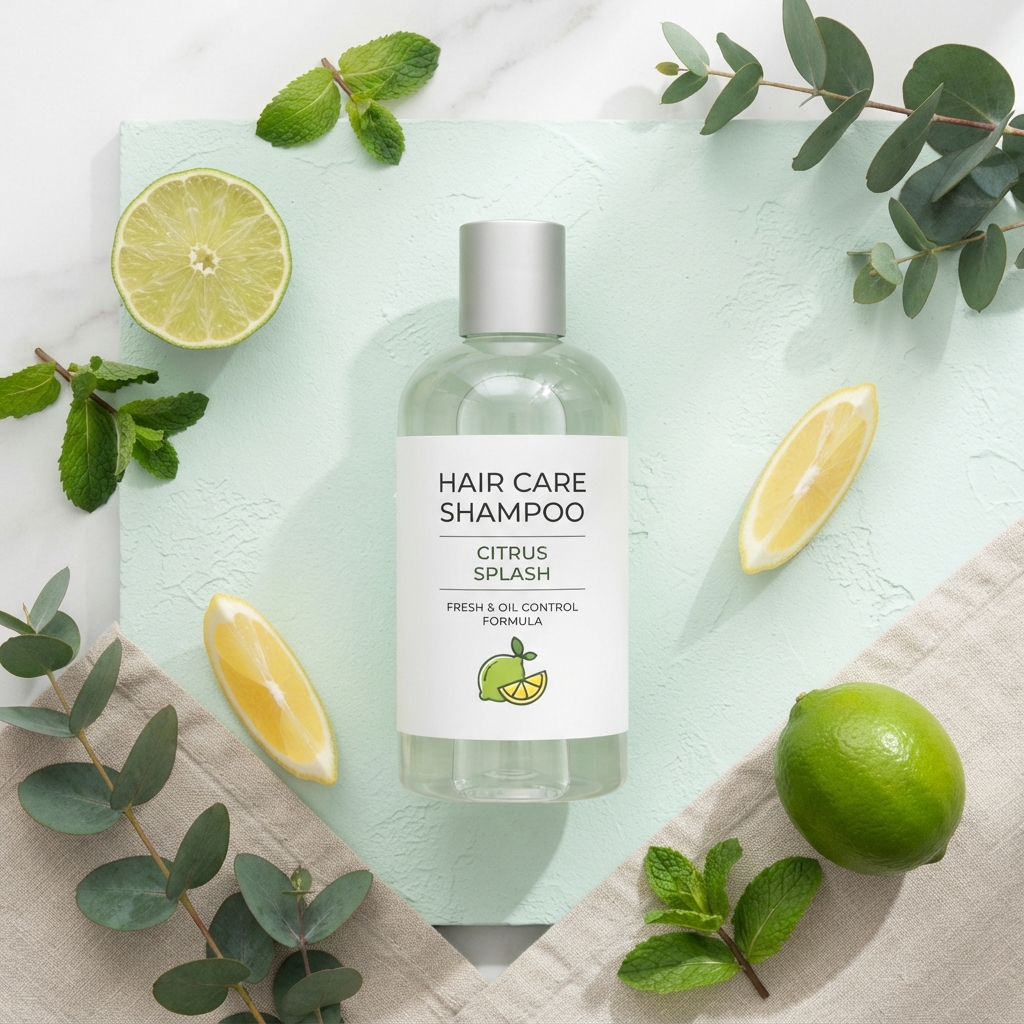 HAIR CARE
SHAMPOO
CITRUS
SPLASH
FRESH & OIL CONTROL
FORMULA